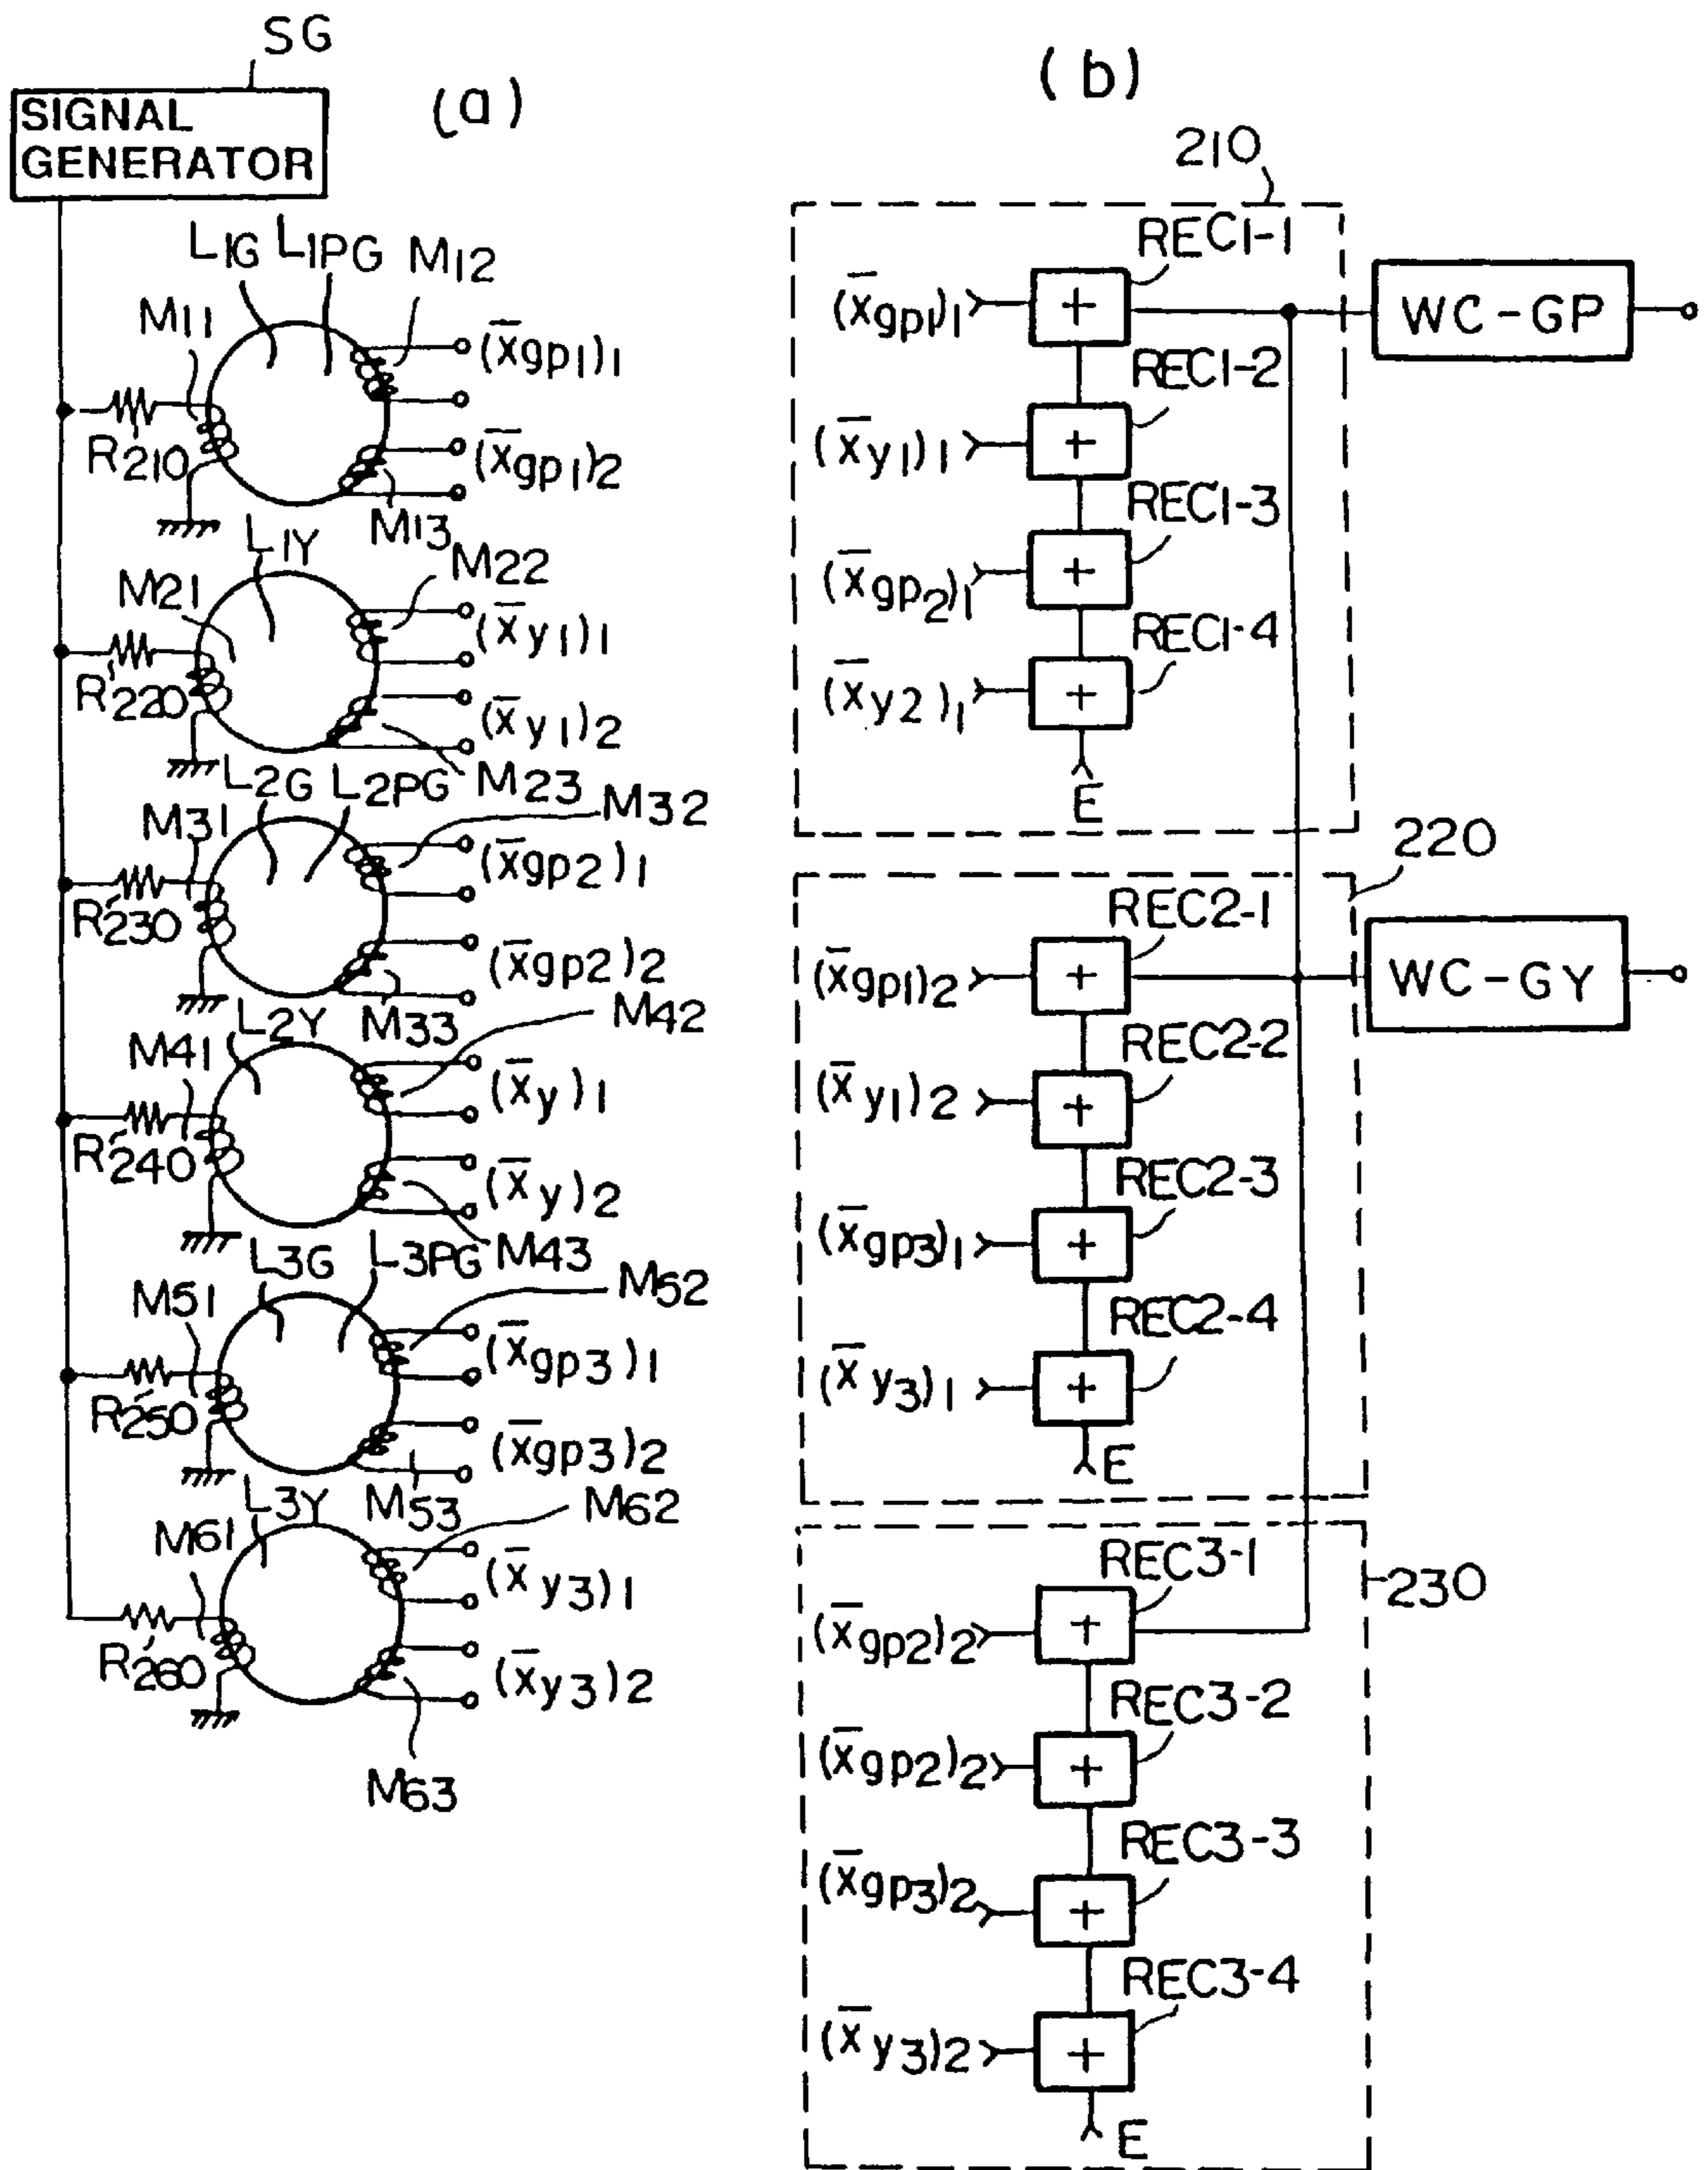 SG
(a)
SIGNAL
GENERATOR
L1G L1PG M12
M11
(x̄gp1)1
R210
(x̄gp1)2
M13
L1Y
M22
M21
(x̄y1)1
R220
(x̄y1)2
M23
L2G L2PG
M32
M31
(x̄gp2)1
R230
(x̄gp2)2
M33
L2Y
M42
M41
(x̄y)1
R240
(x̄y)2
M43
L3G L3PG
M52
M51
(x̄gp3)1
R250
(x̄gp3)2
M53
L3Y
M62
M61
(x̄y3)1
R260
(x̄y3)2
M63
(b)
210
REC1-1
(x̄gp1)1
+
WC-GP
REC1-2
(x̄y1)1
+
REC1-3
(x̄gp2)1
+
REC1-4
(x̄y2)1
+
E
220
REC2-1
(x̄gp1)2
+
WC-GY
REC2-2
(x̄y1)2
+
REC2-3
(x̄gp3)1
+
REC2-4
(x̄y3)1
+
E
REC3-1
230
(x̄gp2)2
+
REC3-2
(x̄gp2)2
+
REC3-3
(x̄gp3)2
+
REC3-4
(x̄y3)2
+
E